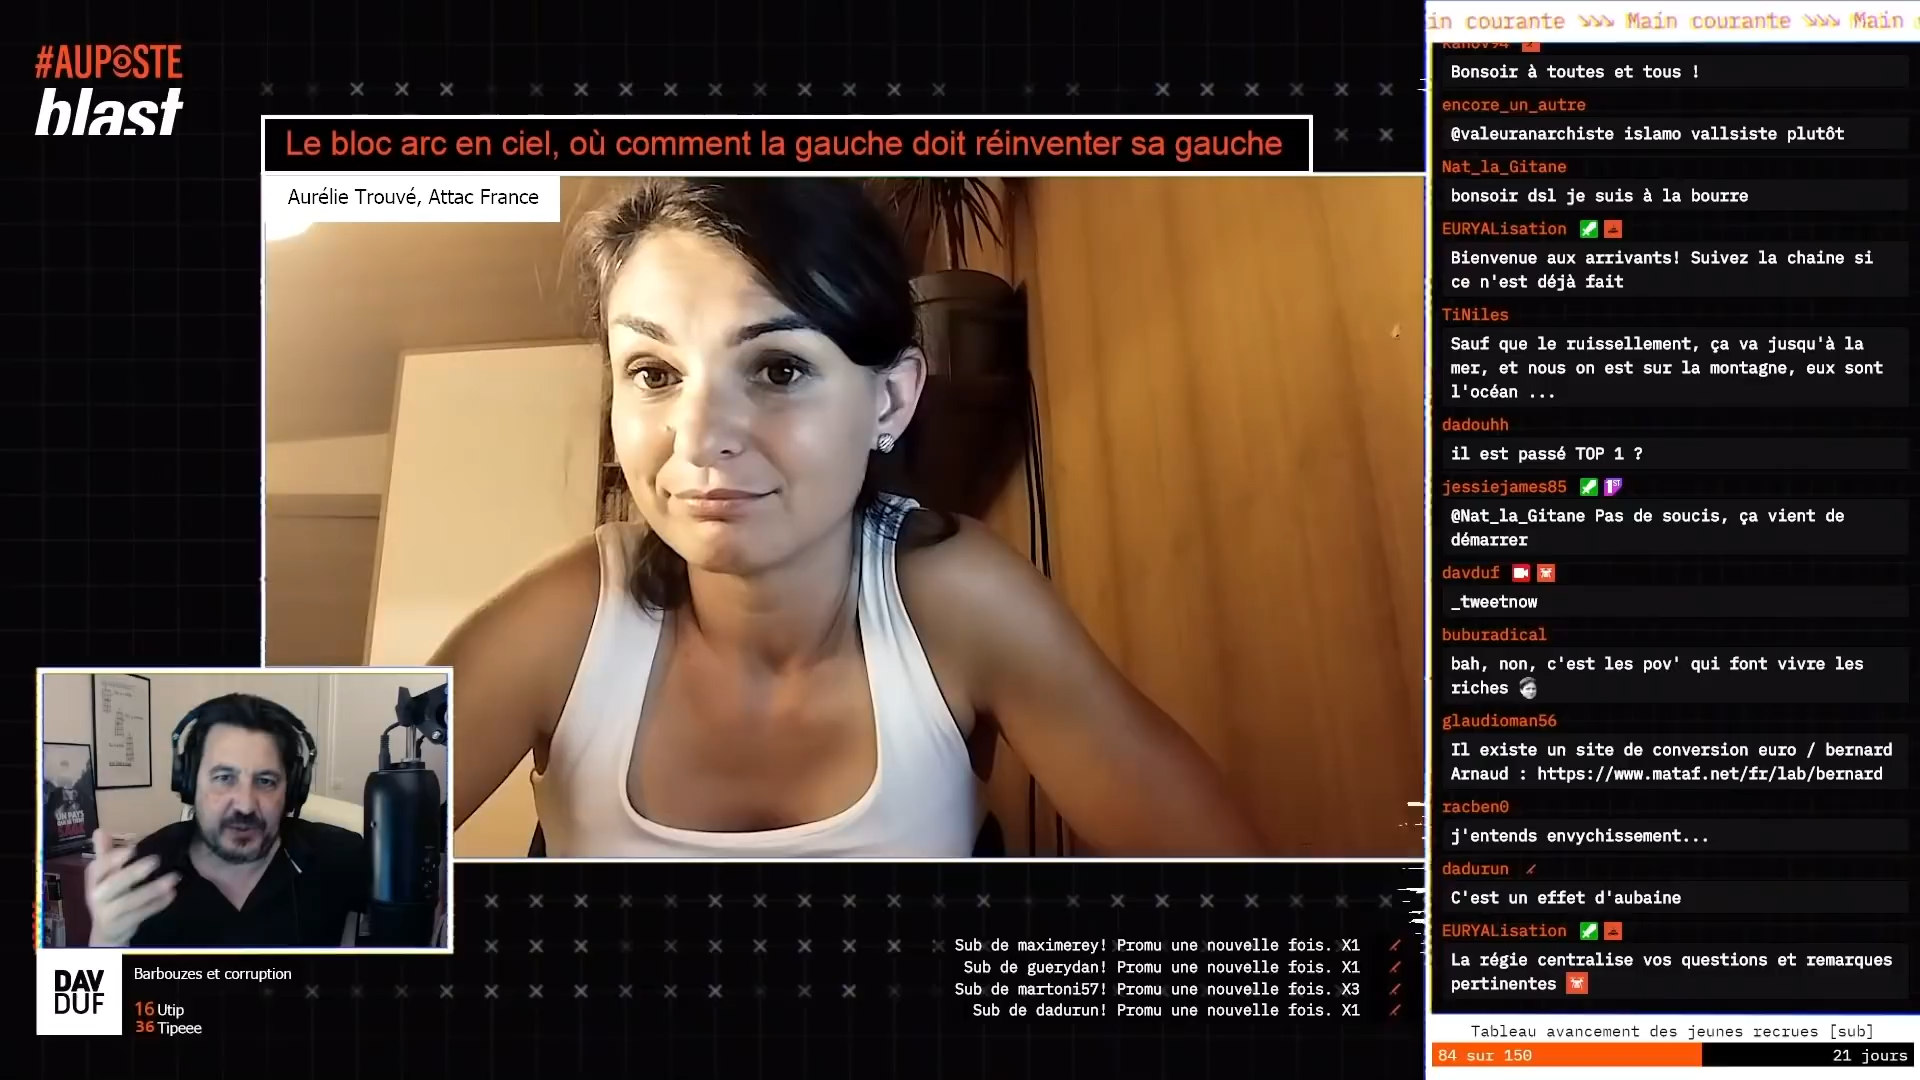 #AUPOSTE
blast
Le bloc arc en ciel, où comment la gauche doit réinventer sa gauche
Aurélie Trouvé, Attac France
UN PAYS
QUI SE TIENT
SAGE
DAV
DUF
Barbouzes et corruption
16 Utip
36 Tipeee
Sub de maximerey! Promu une nouvelle fois. X1
Sub de guerydan! Promu une nouvelle fois. X1
Sub de martoni57! Promu une nouvelle fois. X3
Sub de dadurun! Promu une nouvelle fois. X1
in courante >>> Main courante >>> Main
Kanov94
Bonsoir à toutes et tous !
encore_un_autre
@valeuranarchiste islamo vallsiste plutôt
Nat_la_Gitane
bonsoir dsl je suis à la bourre
EURYALisation
Bienvenue aux arrivants! Suivez la chaine si
ce n'est déjà fait
TiNiles
Sauf que le ruissellement, ça va jusqu'à la
mer, et nous on est sur la montagne, eux sont
l'océan ...
dadouhh
il est passé TOP 1 ?
jessiejames85 1ST
@Nat_la_Gitane Pas de soucis, ça vient de
démarrer
davduf
_tweetnow
buburadical
bah, non, c'est les pov' qui font vivre les
riches
glaudioman56
Il existe un site de conversion euro / bernard
Arnaud : https://www.mataf.net/fr/lab/bernard
racben0
j'entends envychissement...
dadurun
C'est un effet d'aubaine
EURYALisation
La régie centralise vos questions et remarques
pertinentes
Tableau avancement des jeunes recrues [sub]
84 sur 150
21 jours